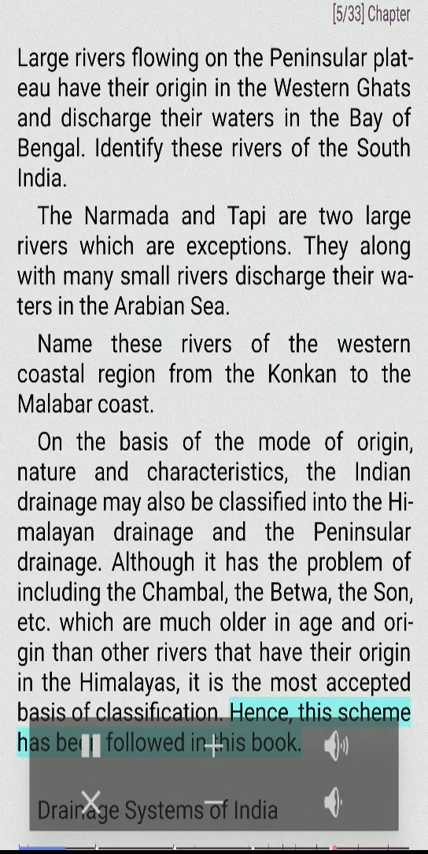 [5/33] Chapter
Large rivers flowing on the Peninsular plat-
eau have their origin in the Western Ghats
and discharge their waters in the Bay of
Bengal. Identify these rivers of the South
India.
The Narmada and Tapi are two large
rivers which are exceptions. They along
with many small rivers discharge their wa-
ters in the Arabian Sea.
Name these rivers of the western
coastal region from the Konkan to the
Malabar coast.
On the basis of the mode of origin,
nature and characteristics, the Indian
drainage may also be classified into the Hi-
malayan drainage and the Peninsular
drainage. Although it has the problem of
including the Chambal, the Betwa, the Son,
etc. which are much older in age and ori-
gin than other rivers that have their origin
in the Himalayas, it is the most accepted
basis of classification. Hence, this scheme
has been followed in this book.
Drainage Systems of India